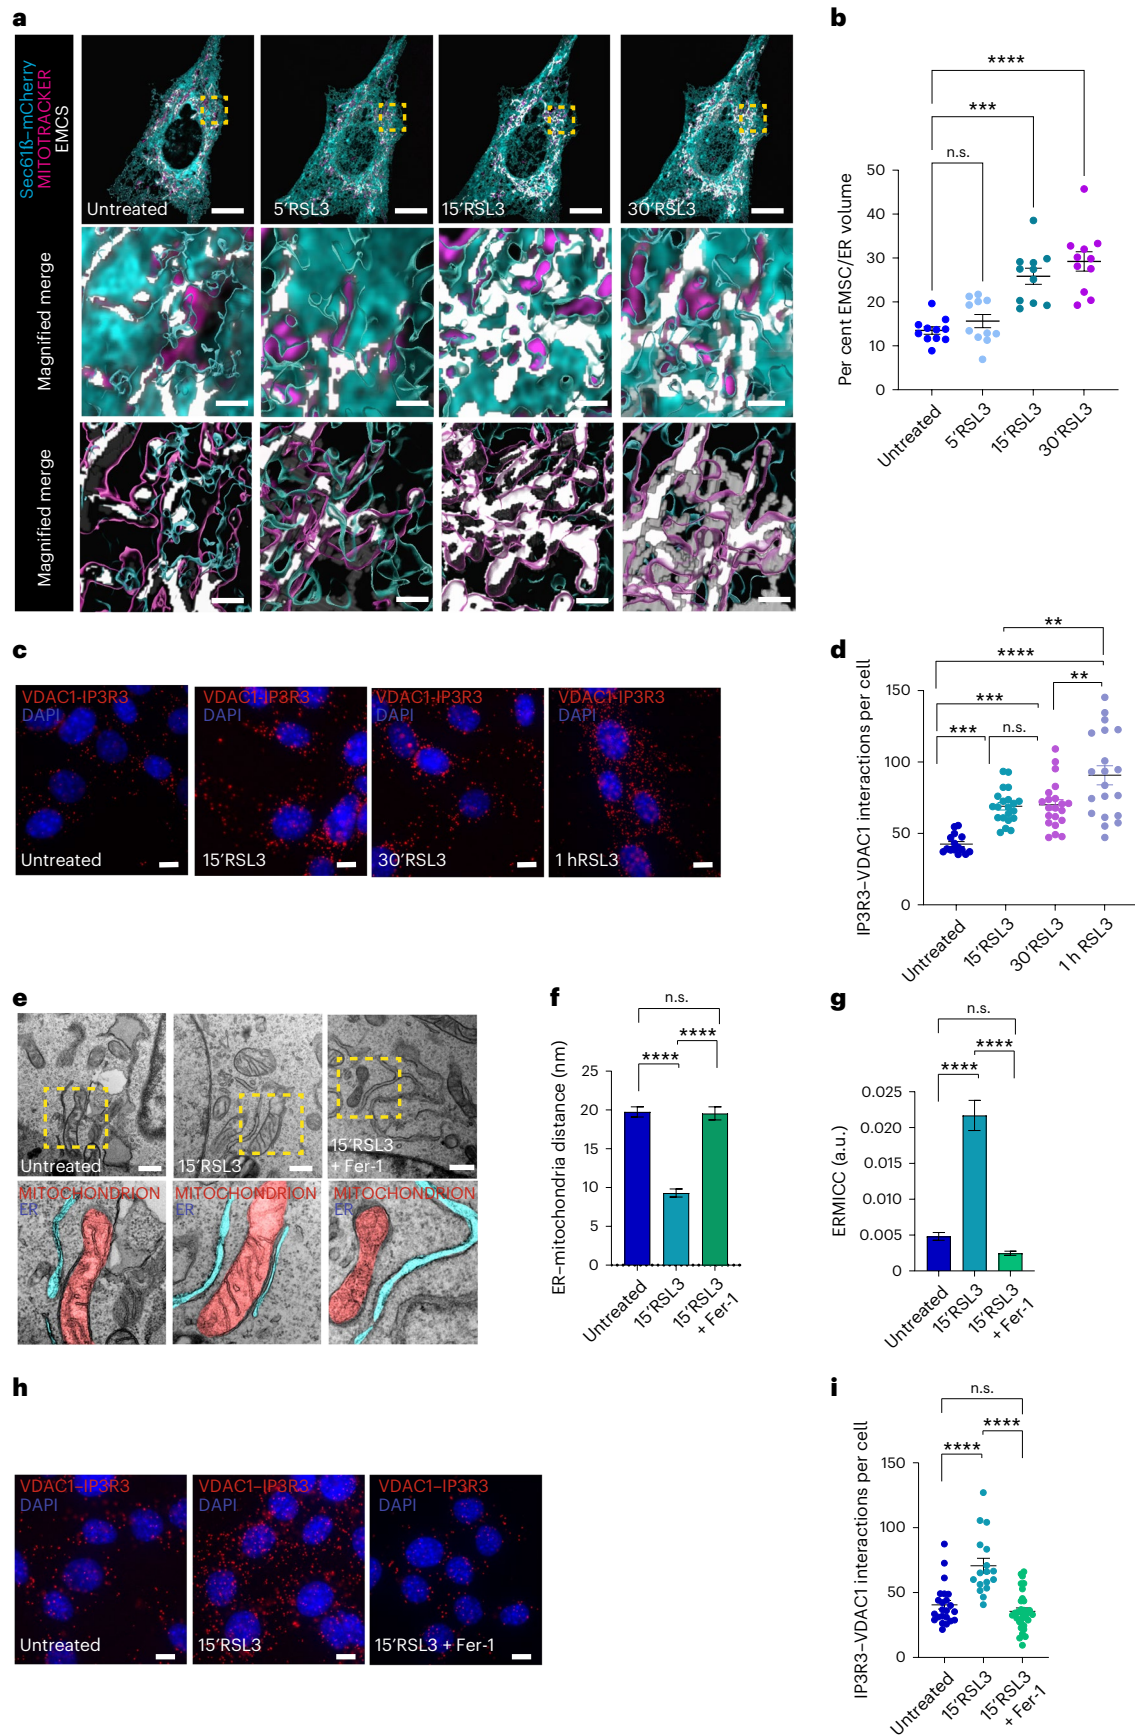 a
Sec61ß–mCherry
MITOTRACKER
EMCS
Untreated
5′RSL3
15′RSL3
30′RSL3
Magnified merge
Magnified merge
b
****
***
n.s.
Per cent EMSC/ER volume
50
40
30
20
10
0
Untreated
5′RSL3
15′RSL3
30′RSL3
c
VDAC1-IP3R3
DAPI
Untreated
VDAC1-IP3R3
DAPI
15′RSL3
VDAC1-IP3R3
DAPI
30′RSL3
VDAC1-IP3R3
DAPI
1 hRSL3
d
**
****
**
***
***
n.s.
IP3R3–VDAC1 interactions per cell
150
100
50
0
Untreated
15′RSL3
30′RSL3
1 h RSL3
e
Untreated
15′RSL3
15′RSL3
+ Fer-1
MITOCHONDRION
ER
MITOCHONDRION
ER
MITOCHONDRION
ER
f
n.s.
****
****
ER–mitochondria distance (nm)
25
20
15
10
5
0
Untreated
15′RSL3
15′RSL3
+ Fer-1
g
n.s.
****
****
ERMICC (a.u.)
0.025
0.020
0.015
0.010
0.005
0
Untreated
15′RSL3
15′RSL3
+ Fer-1
h
VDAC1–IP3R3
DAPI
Untreated
VDAC1–IP3R3
DAPI
15′RSL3
VDAC1–IP3R3
DAPI
15′RSL3 + Fer-1
i
n.s.
****
****
IP3R3–VDAC1 interactions per cell
150
100
50
0
Untreated
15′RSL3
15′RSL3
+ Fer-1